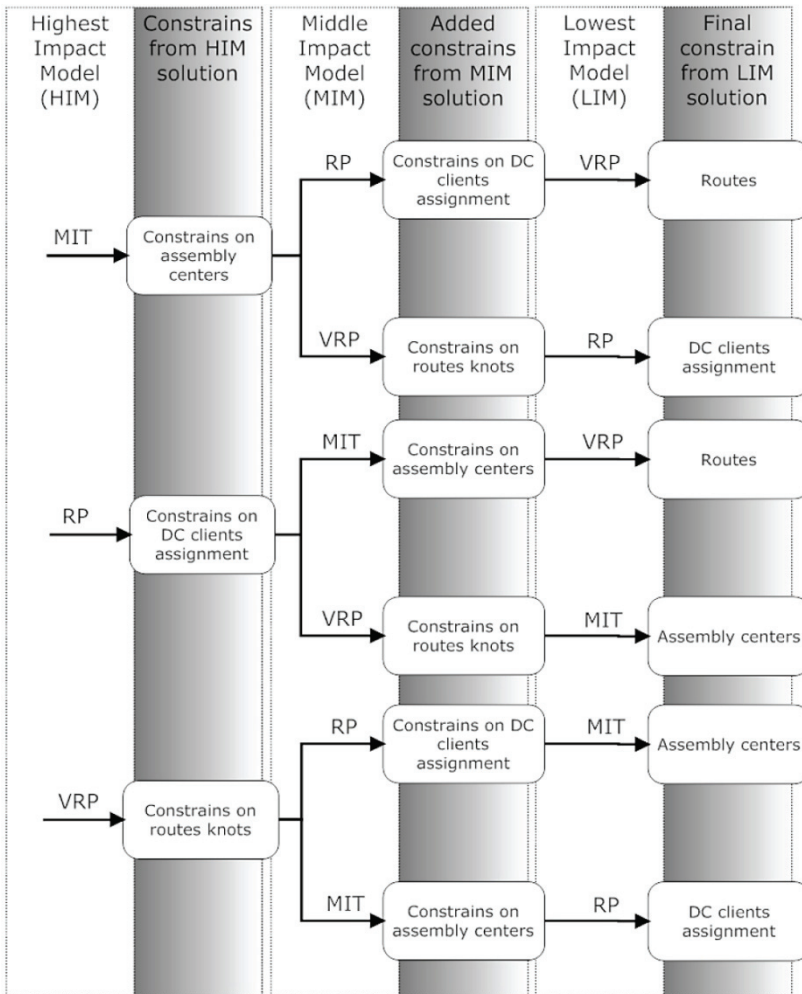 Highest
Impact
Model
(HIM)
Constrains
from HIM
solution
Middle
Impact
Model
(MIM)
Added
constrains
from MIM
solution
Lowest
Impact
Model
(LIM)
Final
constrain
from LIM
solution
MIT
Constrains on
assembly
centers
RP
Constrains on DC
clients
assignment
VRP
Routes
VRP
Constrains on
routes knots
RP
DC clients
assignment
RP
Constrains on
DC clients
assignment
MIT
Constrains on
assembly centers
VRP
Routes
VRP
Constrains on
routes knots
MIT
Assembly centers
VRP
Constrains on
routes knots
RP
Constrains on DC
clients
assignment
MIT
Assembly centers
MIT
Constrains on
assembly centers
RP
DC clients
assignment